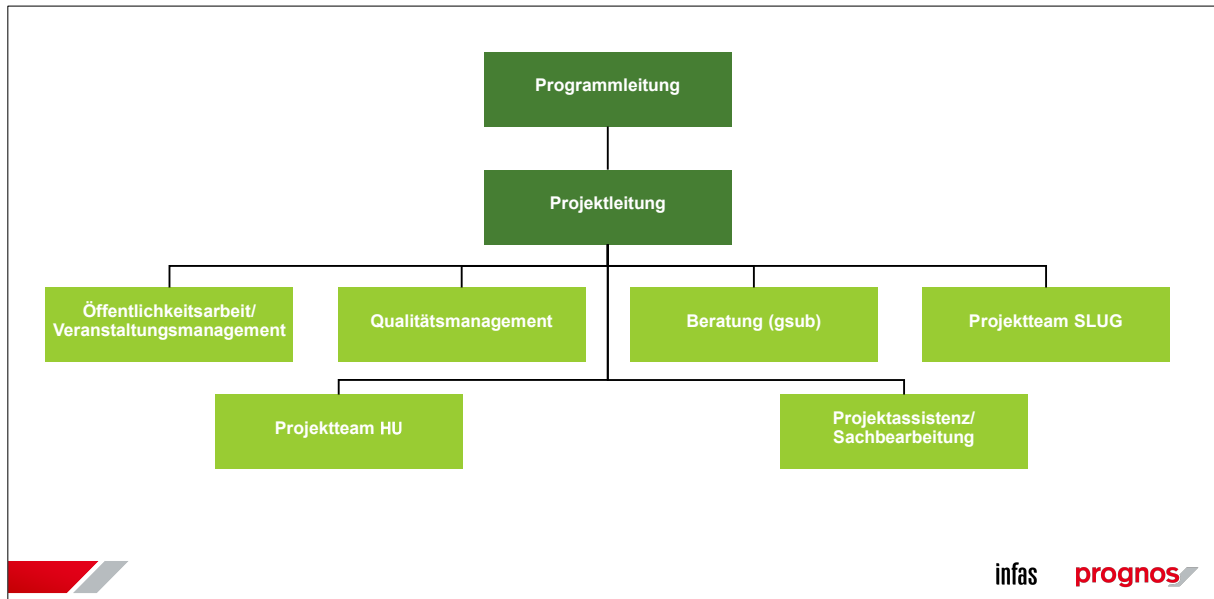 Programmleitung
Projektleitung
Öffentlichkeitsarbeit/
Veranstaltungsmanagement
Qualitätsmanagement
Beratung (gsub)
Projektteam SLUG
Projektteam HU
Projektassistenz/
Sachbearbeitung
infas
prognos